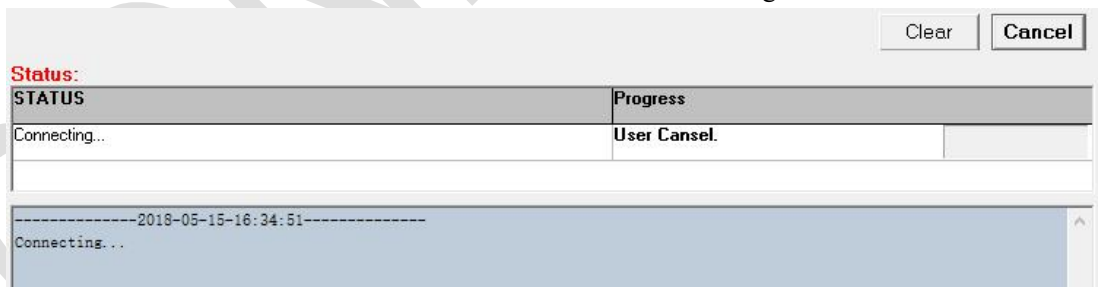 Clear Cancel
Status:
STATUS Progress
Connecting... User Cansel.
--------------2018-05-15-16:34:51--------------
Connecting...